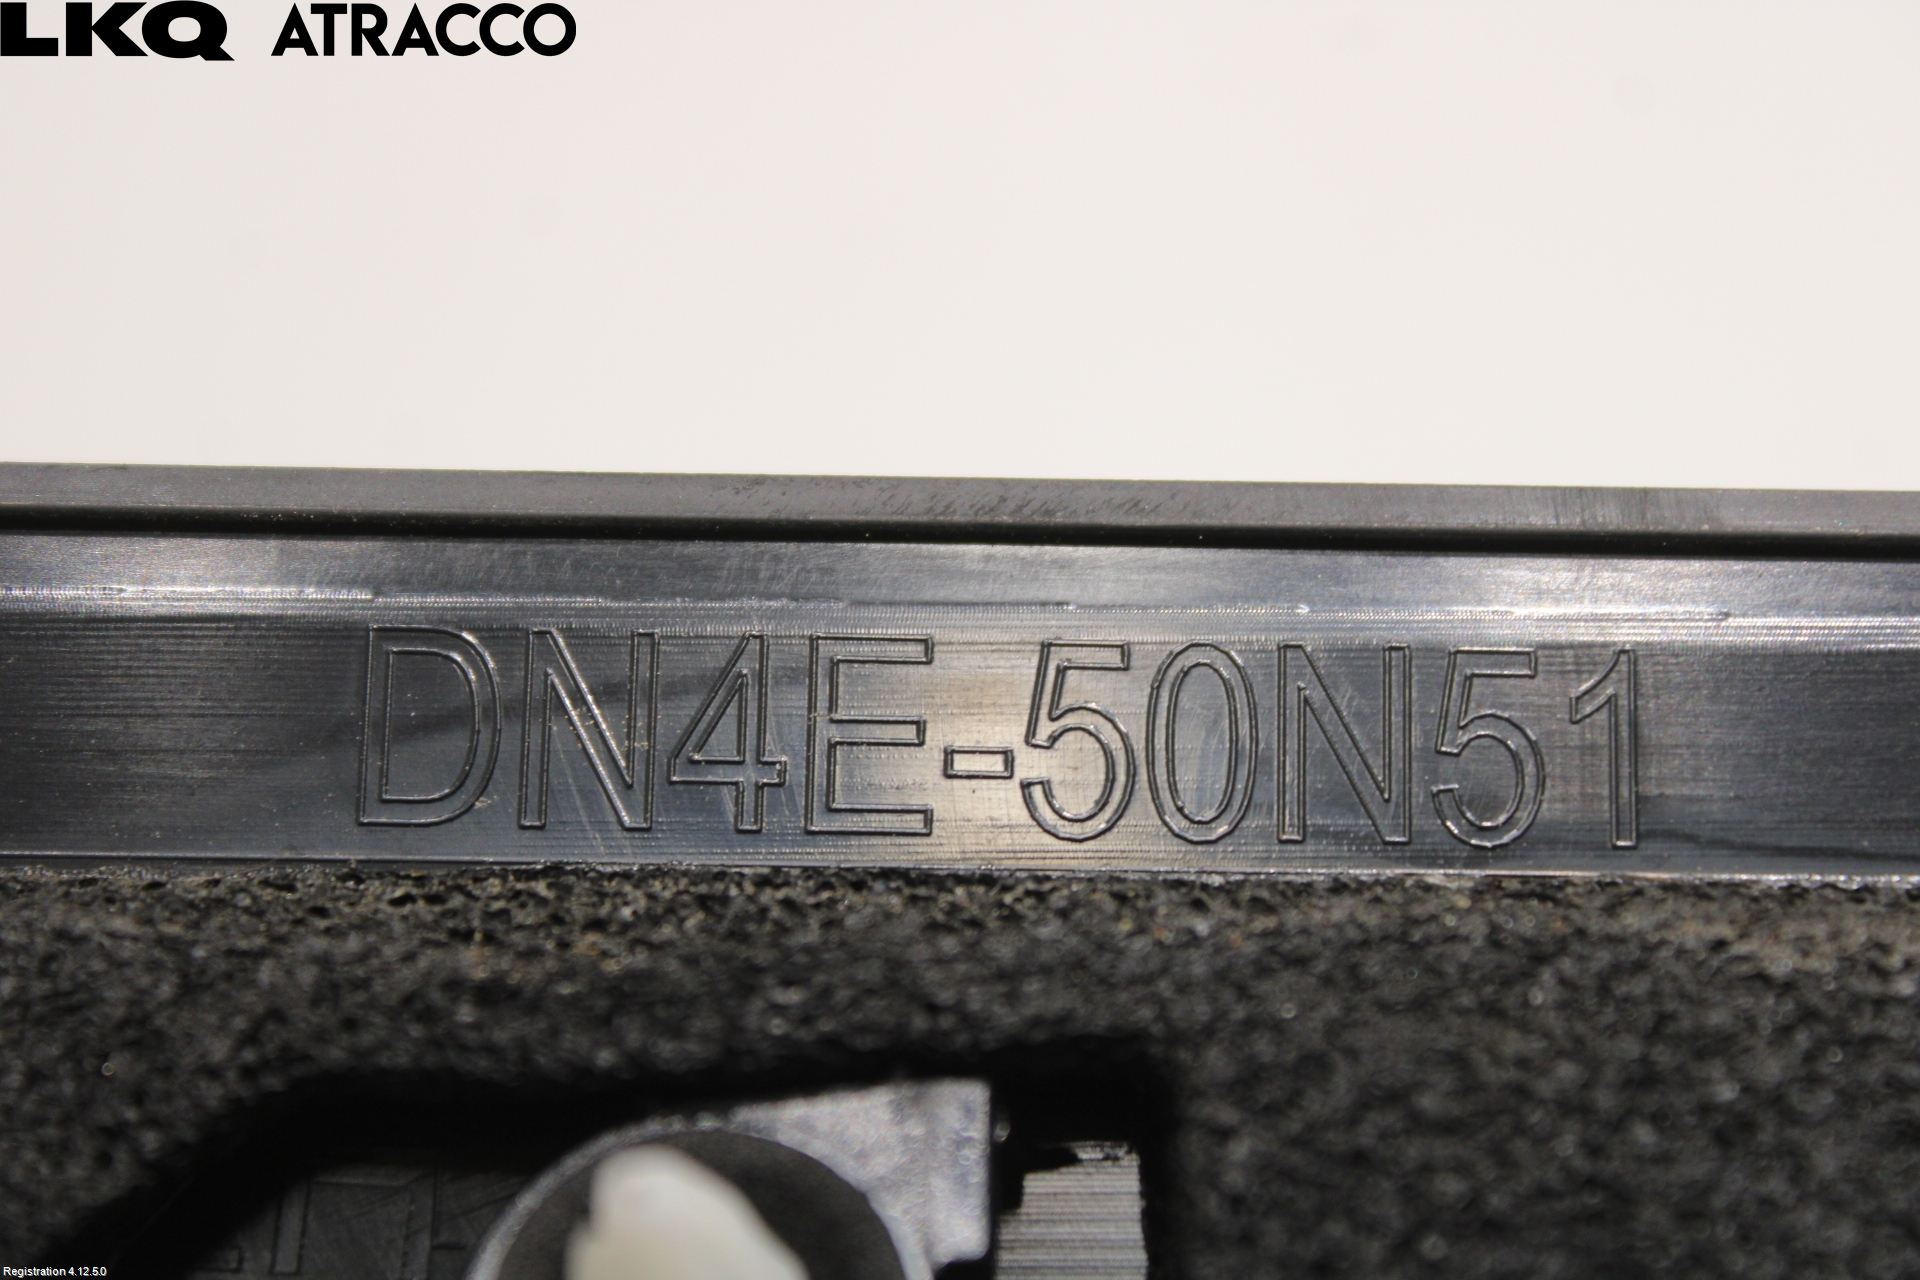 LKQ ATRACCO
DN4E-50N51
Registration 4.12.5.0